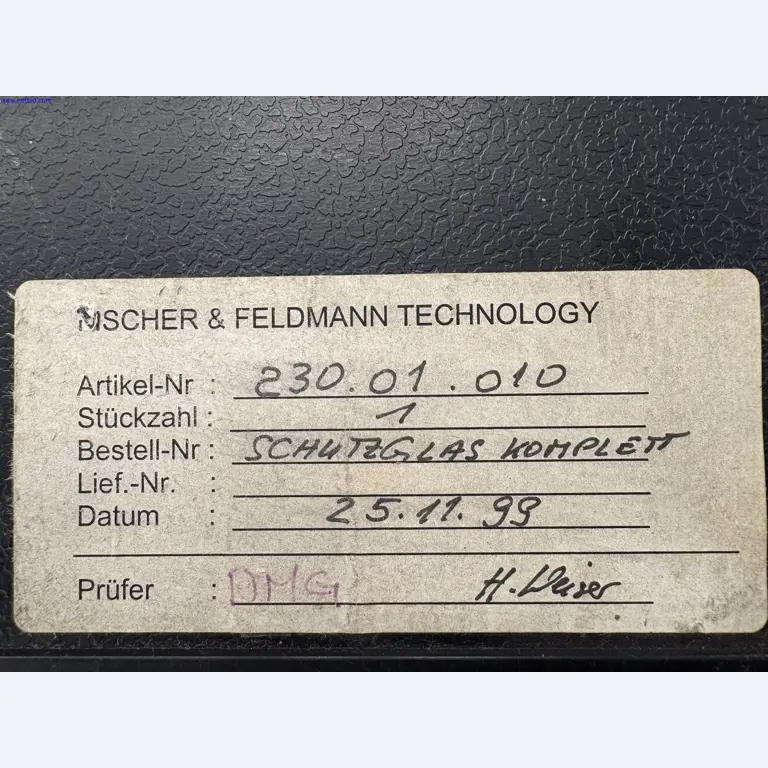 FISCHER & FELDMANN TECHNOLOGY
Artikel-Nr : 230.01.010
Stückzahl : 1
Bestell-Nr : SCHUTZGLAS KOMPLETT
Lief.-Nr. :
Datum : 25.11.99
Prüfer : DMG H.